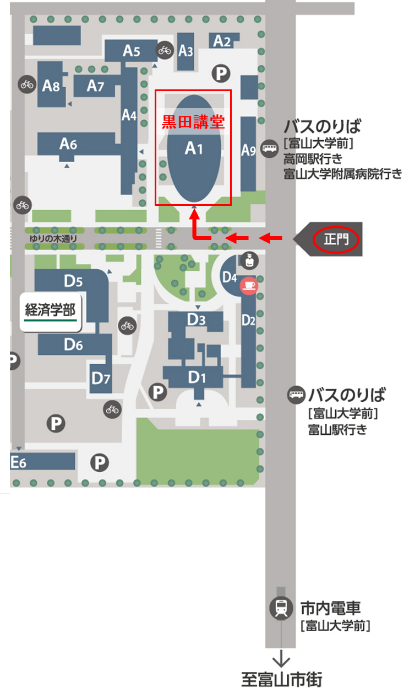 A5
A3
A2
P
A8
A7
A4
黒田講堂
A1
A6
A9
バスのりば
[富山大学前]
高岡駅行き
富山大学附属病院行き
ゆりの木通り
正門
D5
D4
経済学部
D3
D2
D6
P
D7
D1
P
バスのりば
[富山大学前]
富山駅行き
P
E6
P
市内電車
[富山大学前]
至富山市街